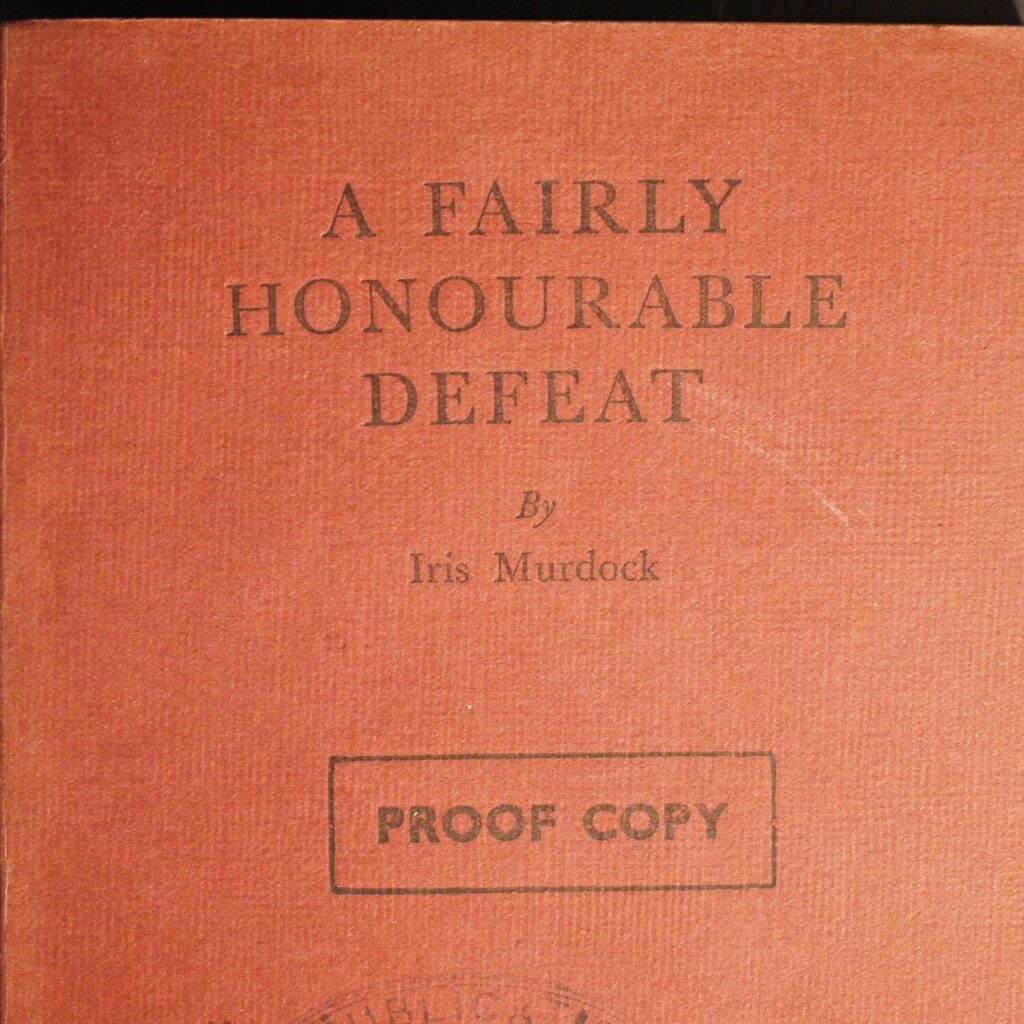 A FAIRLY
HONOURABLE
DEFEAT
By
Iris Murdock
PROOF COPY